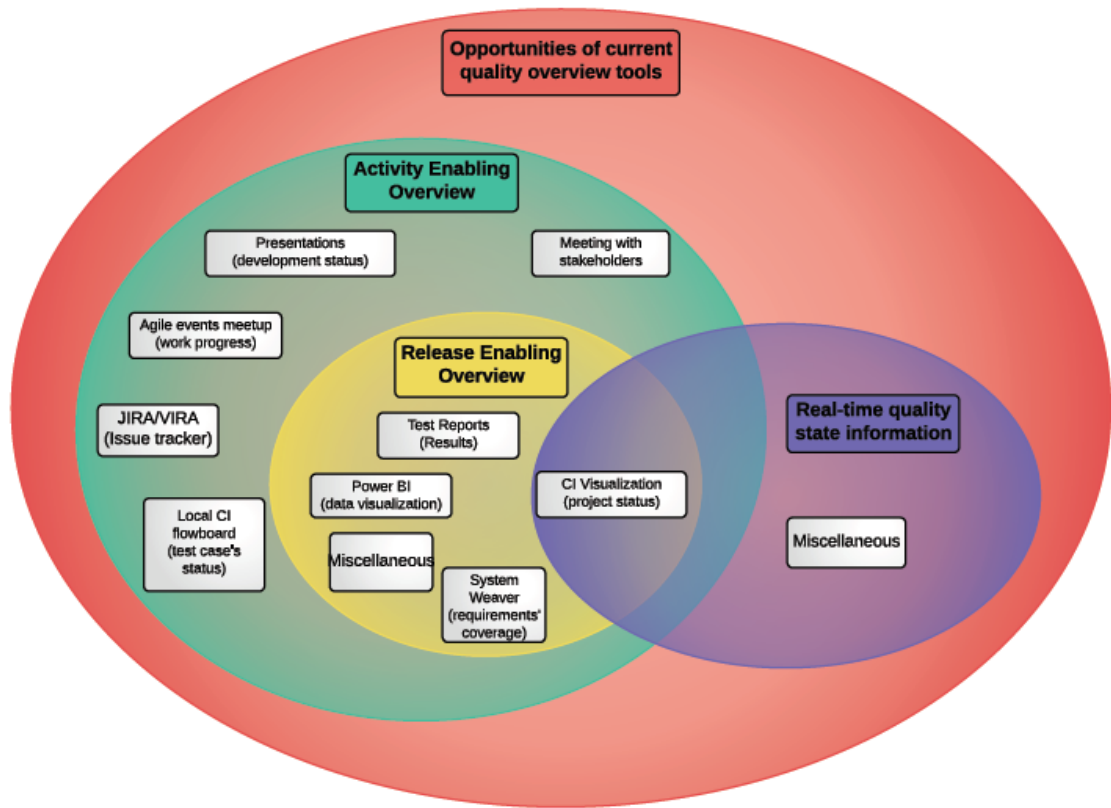 Opportunities of current
quality overview tools
Activity Enabling
Overview
Presentations
(development status)
Meeting with
stakeholders
Agile events meetup
(work progress)
Release Enabling
Overview
JIRA/VIRA
(Issue tracker)
Test Reports
(Results)
Real-time quality
state information
Power BI
(data visualization)
CI Visualization
(project status)
Local CI
flowboard
(test case's
status)
Miscellaneous
Miscellaneous
System
Weaver
(requirements'
coverage)